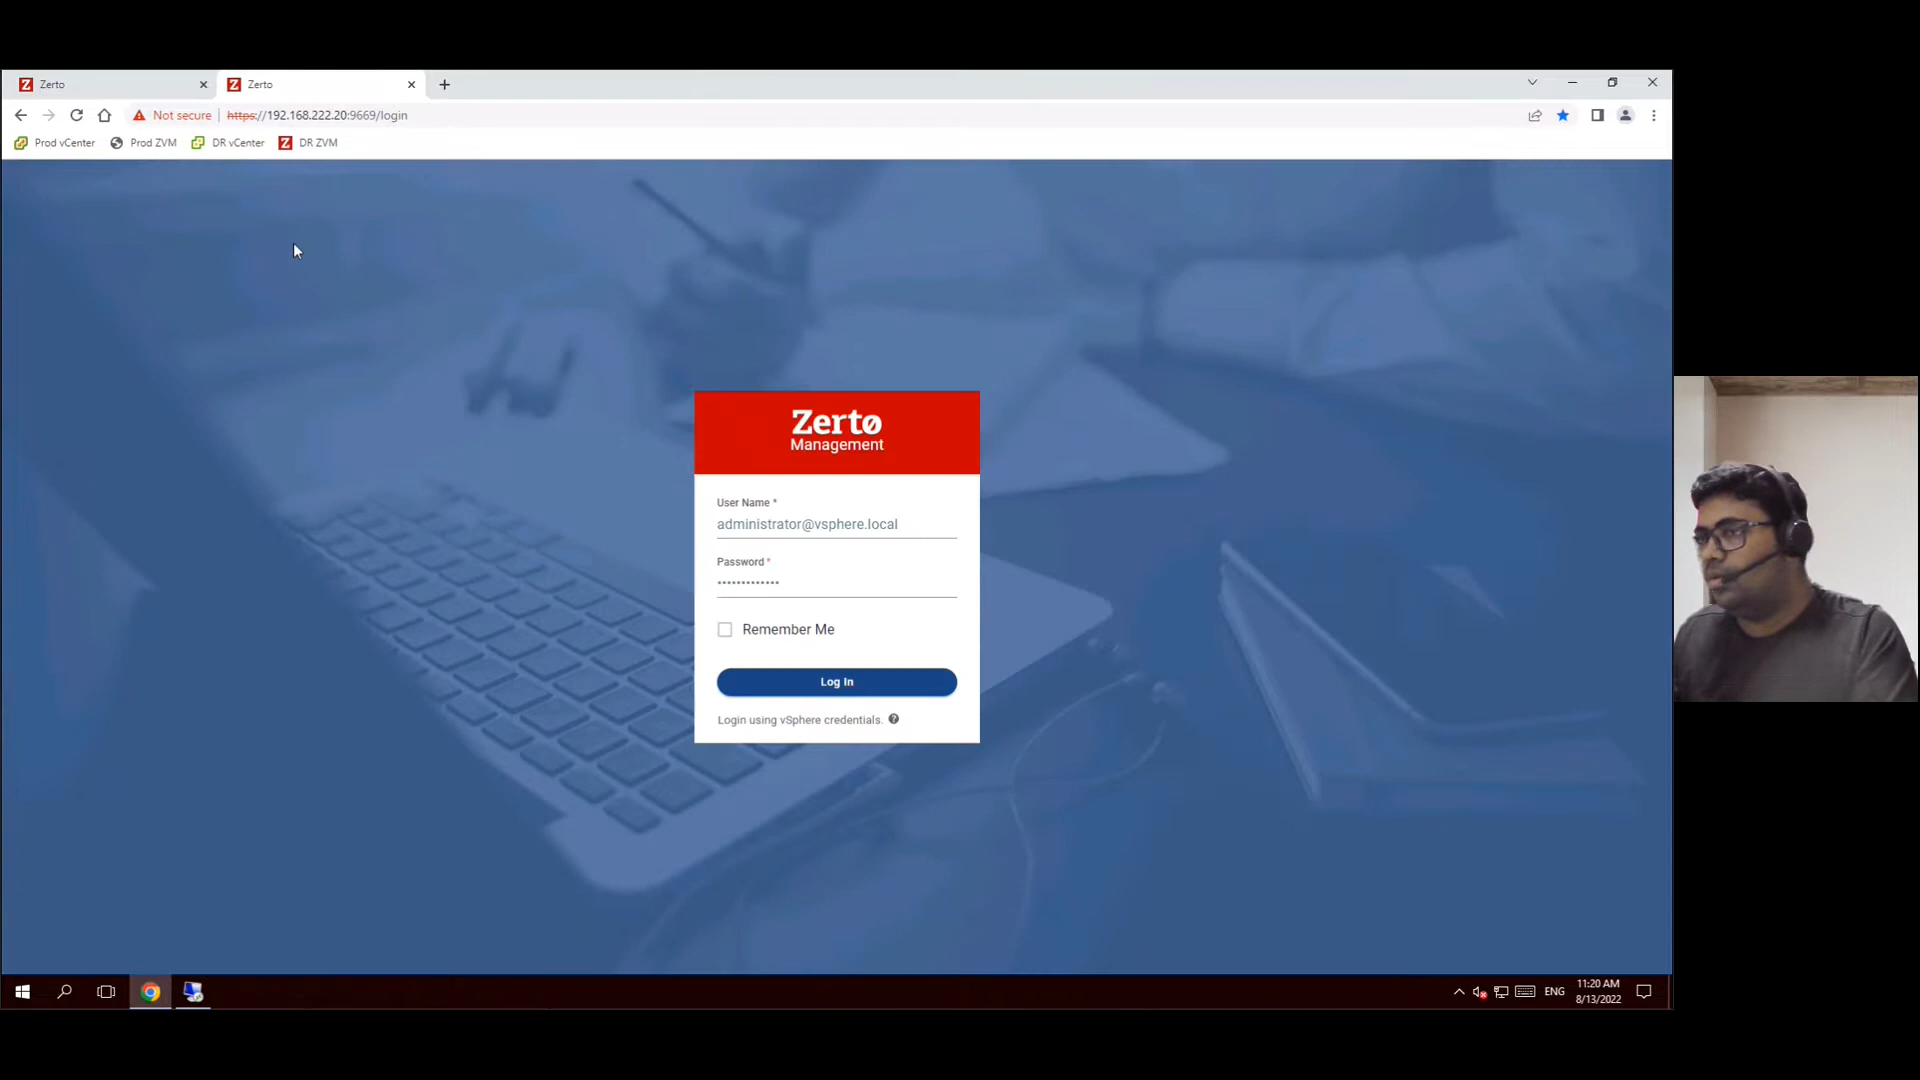 Zerto
Zerto
Not secure
https://192.168.222.20:9669/login
Prod vCenter
Prod ZVM
DR vCenter
DR ZVM
Zertø
Management
User Name *
administrator@vsphere.local
Password *
•••••••••••••
Remember Me
Log In
Login using vSphere credentials.
ENG
11:20 AM
8/13/2022